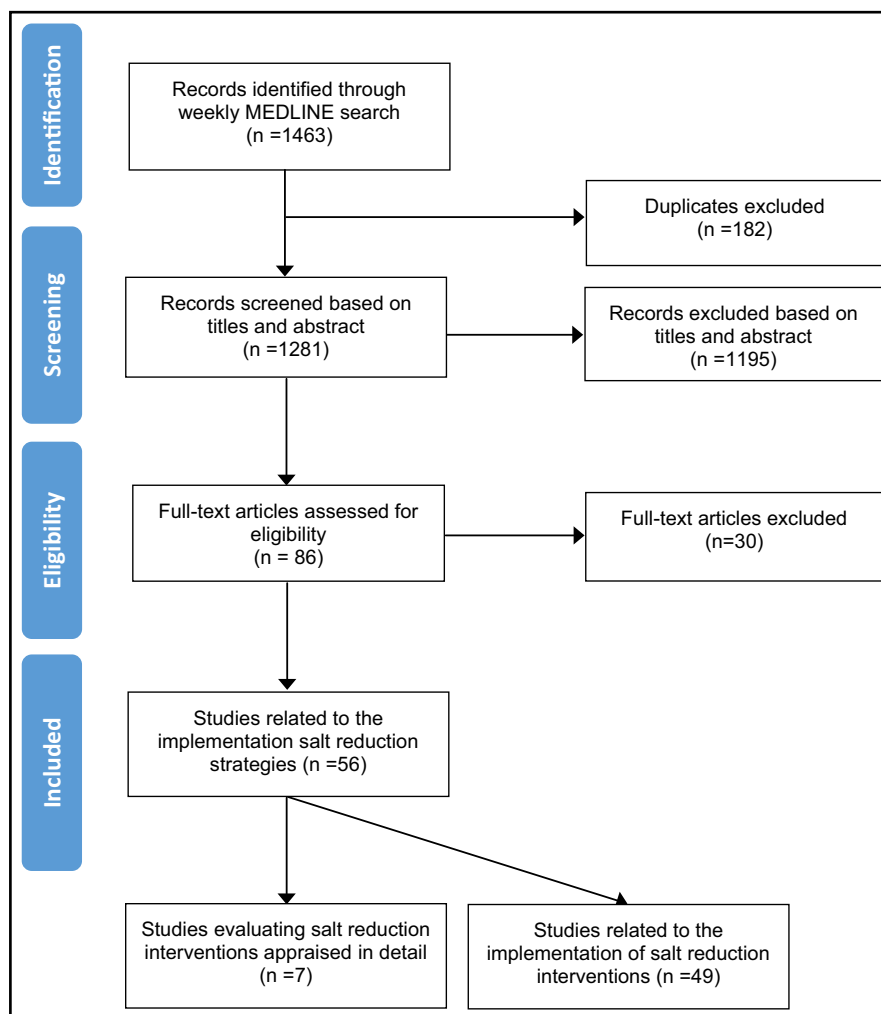 Identification
Records identified through
weekly MEDLINE search
(n =1463)
Duplicates excluded
(n =182)
Screening
Records screened based on
titles and abstract
(n =1281)
Records excluded based on
titles and abstract
(n =1195)
Eligibility
Full-text articles assessed for
eligibility
(n = 86)
Full-text articles excluded
(n=30)
Included
Studies related to the
implementation salt reduction
strategies (n =56)
Studies evaluating salt reduction
interventions appraised in detail
(n =7)
Studies related to the
implementation of salt reduction
interventions (n =49)